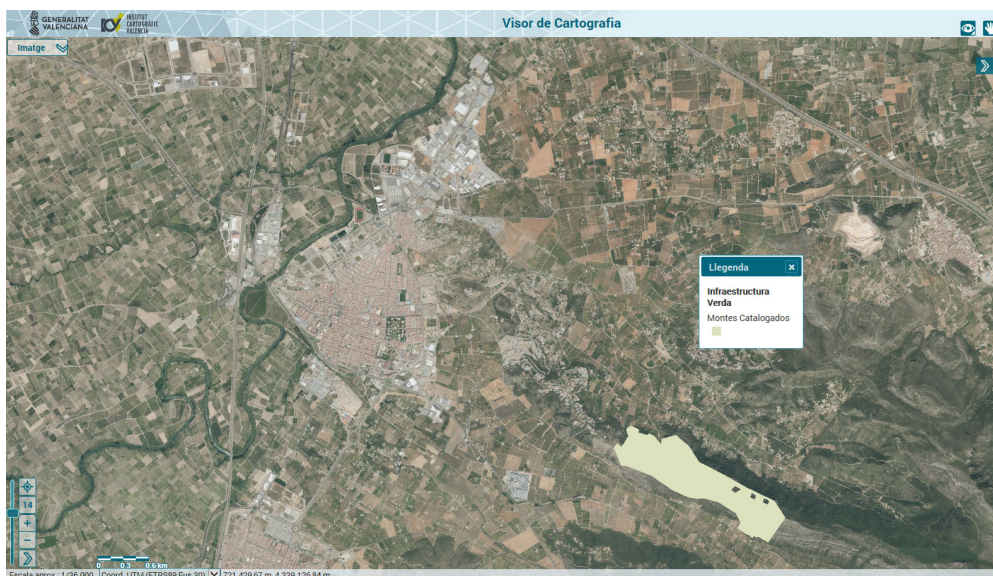 GENERALITAT
VALENCIANA
ICV
INSTITUT
CARTOGRÀFIC
VALENCIÀ
Visor de Cartografia
Imatge
Llegenda
Infraestructura
Verda
Montes Catalogados
14
+
−
0 0.3 0.6 km
Escala aprox.: 1/36.000 Coord. UTM (ETRS89 Fus 30) 721.429,67 m, 4.339.126,84 m